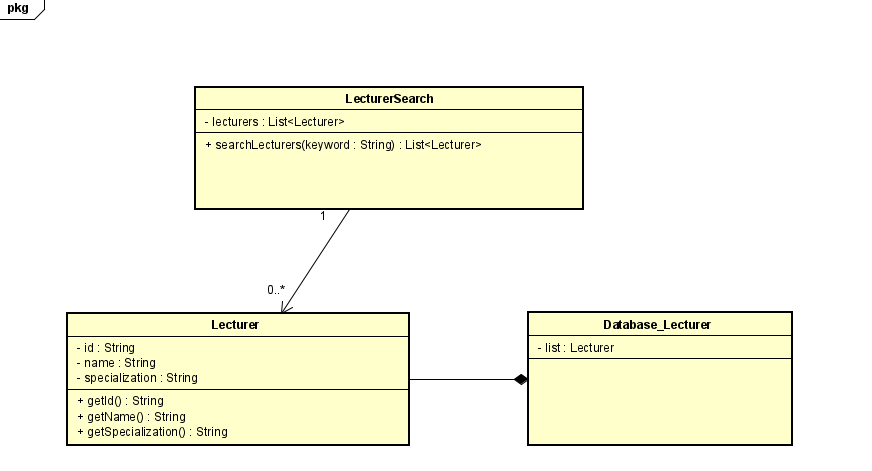 pkg
LecturerSearch
- lecturers : List<Lecturer>
+ searchLecturers(keyword : String) : List<Lecturer>
1
0..*
Lecturer
- id : String
- name : String
- specialization : String
+ getId() : String
+ getName() : String
+ getSpecialization() : String
Database_Lecturer
- list : Lecturer